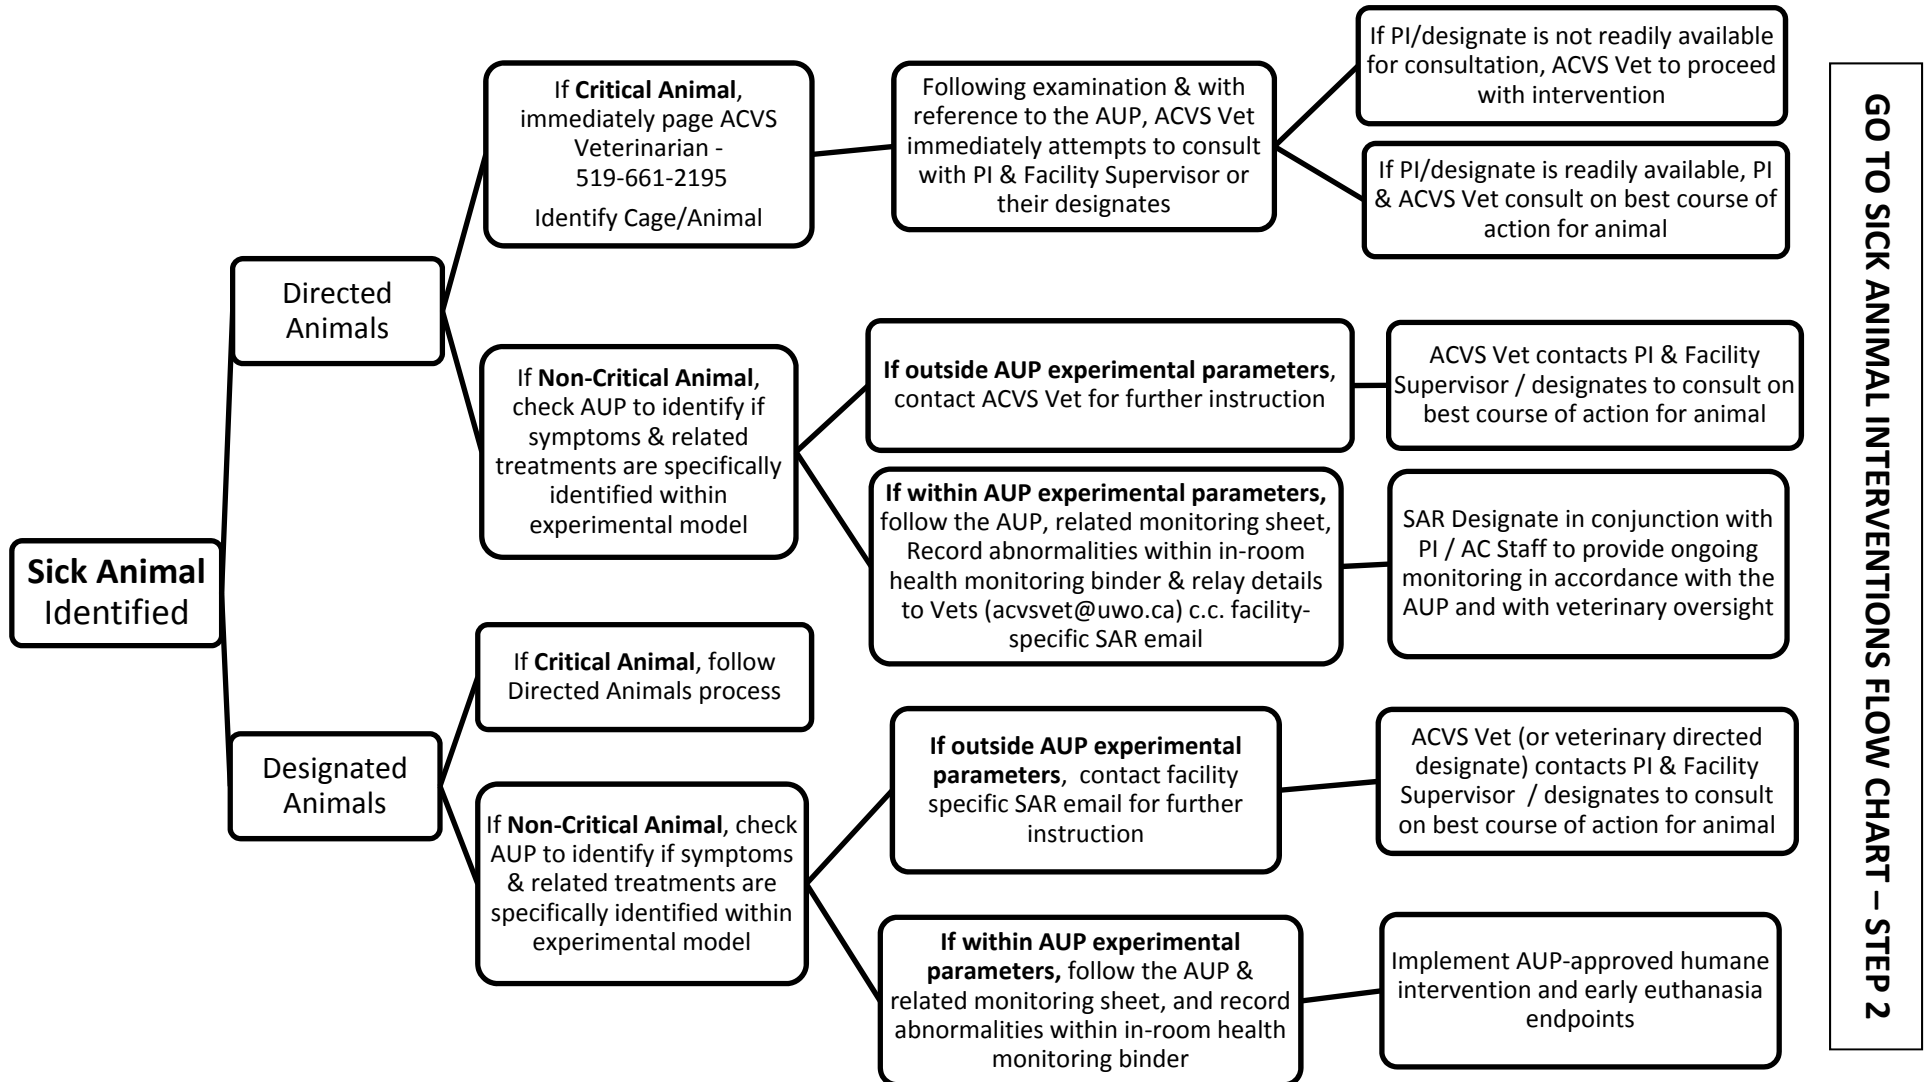 Sick Animal
Identified
Directed
Animals
If Critical Animal,
immediately page ACVS
Veterinarian -
519-661-2195
Identify Cage/Animal
Following examination & with
reference to the AUP, ACVS Vet
immediately attempts to consult
with PI & Facility Supervisor or
their designates
If PI/designate is not readily available
for consultation, ACVS Vet to proceed
with intervention
If PI/designate is readily available, PI
& ACVS Vet consult on best course of
action for animal
If Non-Critical Animal,
check AUP to identify if
symptoms & related
treatments are specifically
identified within
experimental model
If outside AUP experimental parameters,
contact ACVS Vet for further instruction
ACVS Vet contacts PI & Facility
Supervisor / designates to consult on
best course of action for animal
If within AUP experimental parameters,
follow the AUP, related monitoring sheet,
Record abnormalities within in-room
health monitoring binder & relay details
to Vets (acvsvet@uwo.ca) c.c. facility-
specific SAR email
SAR Designate in conjunction with
PI / AC Staff to provide ongoing
monitoring in accordance with the
AUP and with veterinary oversight
Designated
Animals
If Critical Animal, follow
Directed Animals process
If Non-Critical Animal, check
AUP to identify if symptoms
& related treatments are
specifically identified within
experimental model
If outside AUP experimental
parameters,  contact facility
specific SAR email for further
instruction
ACVS Vet (or veterinary directed
designate) contacts PI & Facility
Supervisor  / designates to consult
on best course of action for animal
If within AUP experimental
parameters, follow the AUP &
related monitoring sheet, and record
abnormalities within in-room health
monitoring binder
Implement AUP-approved humane
intervention and early euthanasia
endpoints
GO TO SICK ANIMAL INTERVENTIONS FLOW CHART – STEP 2